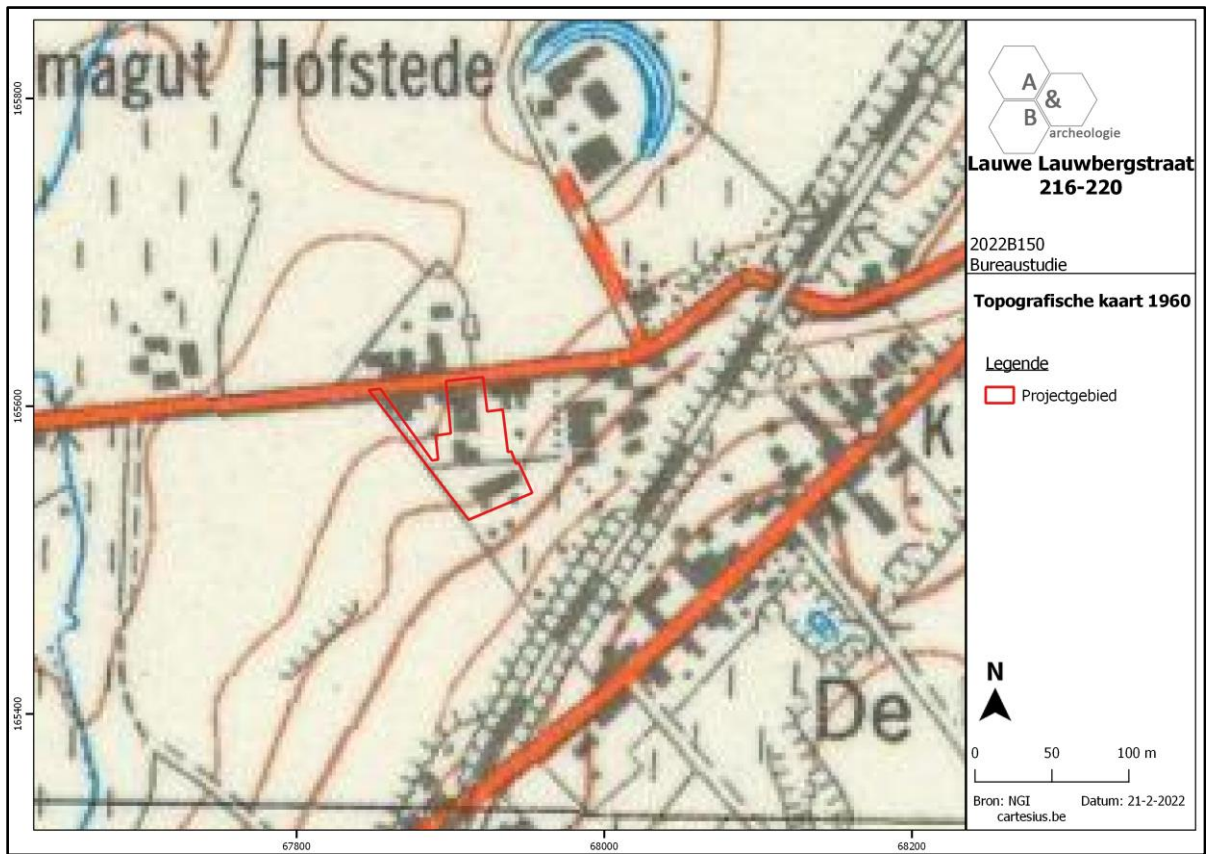 magut Hofstede
K
De
165800
165600
165400
67800
68000
68200
A
&
B
archeologie
Lauwe Lauwbergstraat
216-220
2022B150
Bureaustudie
Topografische kaart 1960
Legende
Projectgebied
N
0 50 100 m
Bron: NGI Datum: 21-2-2022
cartesius.be